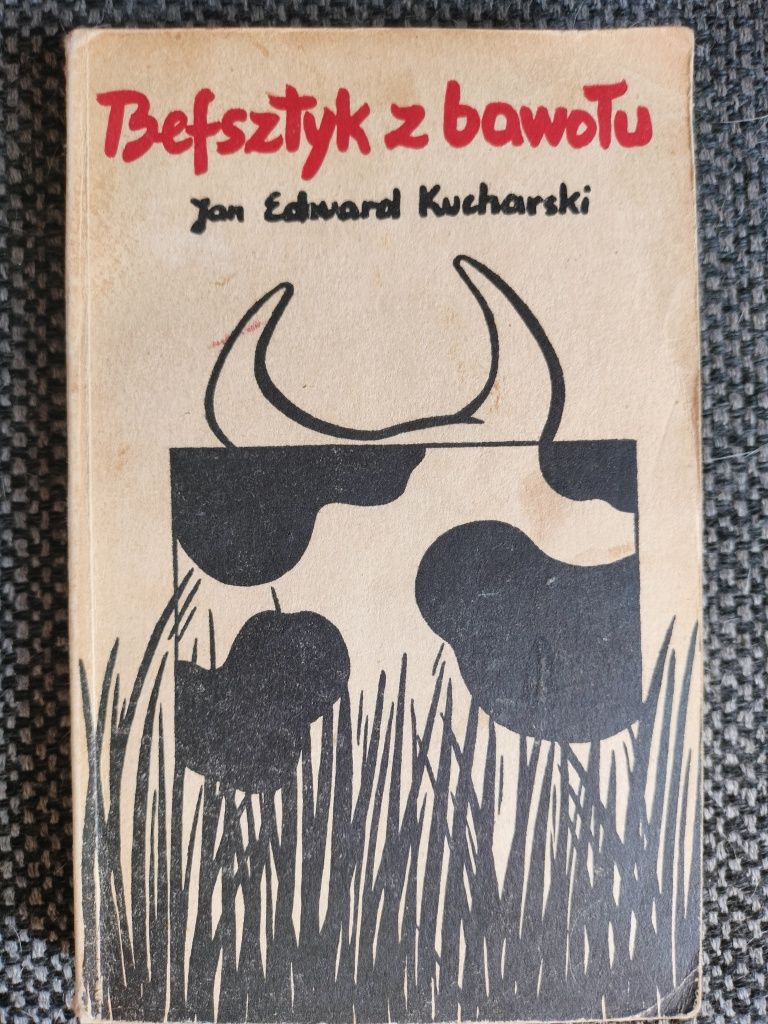 Befsztyk z bawołu
Jan Edward Kucharski